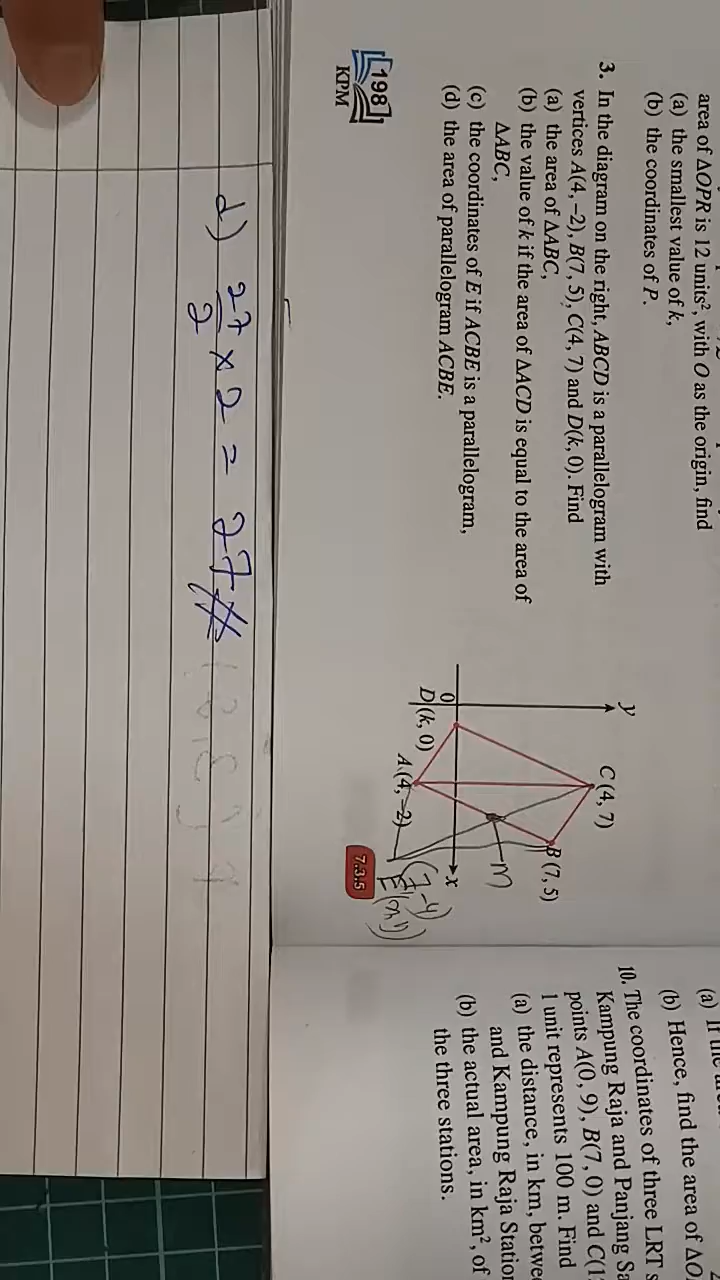 area of ΔOPR is 12 units², with O as the origin, find
(a) the smallest value of k,
(b) the coordinates of P.
3. In the diagram on the right, ABCD is a parallelogram with
vertices A(4, −2), B(7, 5), C(4, 7) and D(k, 0). Find
(a) the area of ΔABC,
(b) the value of k if the area of ΔACD is equal to the area of
ΔABC,
(c) the coordinates of E if ACBE is a parallelogram,
(d) the area of parallelogram ACBE.
1987
KPM
y
C (4, 7)
B (7, 5)
m
0
x
D (k, 0)
A (4, −2)
(7, -4)
7.3.5
10. The coordinates of three LRT
Kampung Raja and Panjang
points A(0, 9), B(7, 0) and
1 unit represents 100 m. Find
(a) the distance, in km,
and Kampung Raja
(b) the actual area, in km², of
the three stations.
(a) If the
(b) Hence, find the area of
d) 27/2 × 2 = 27 #